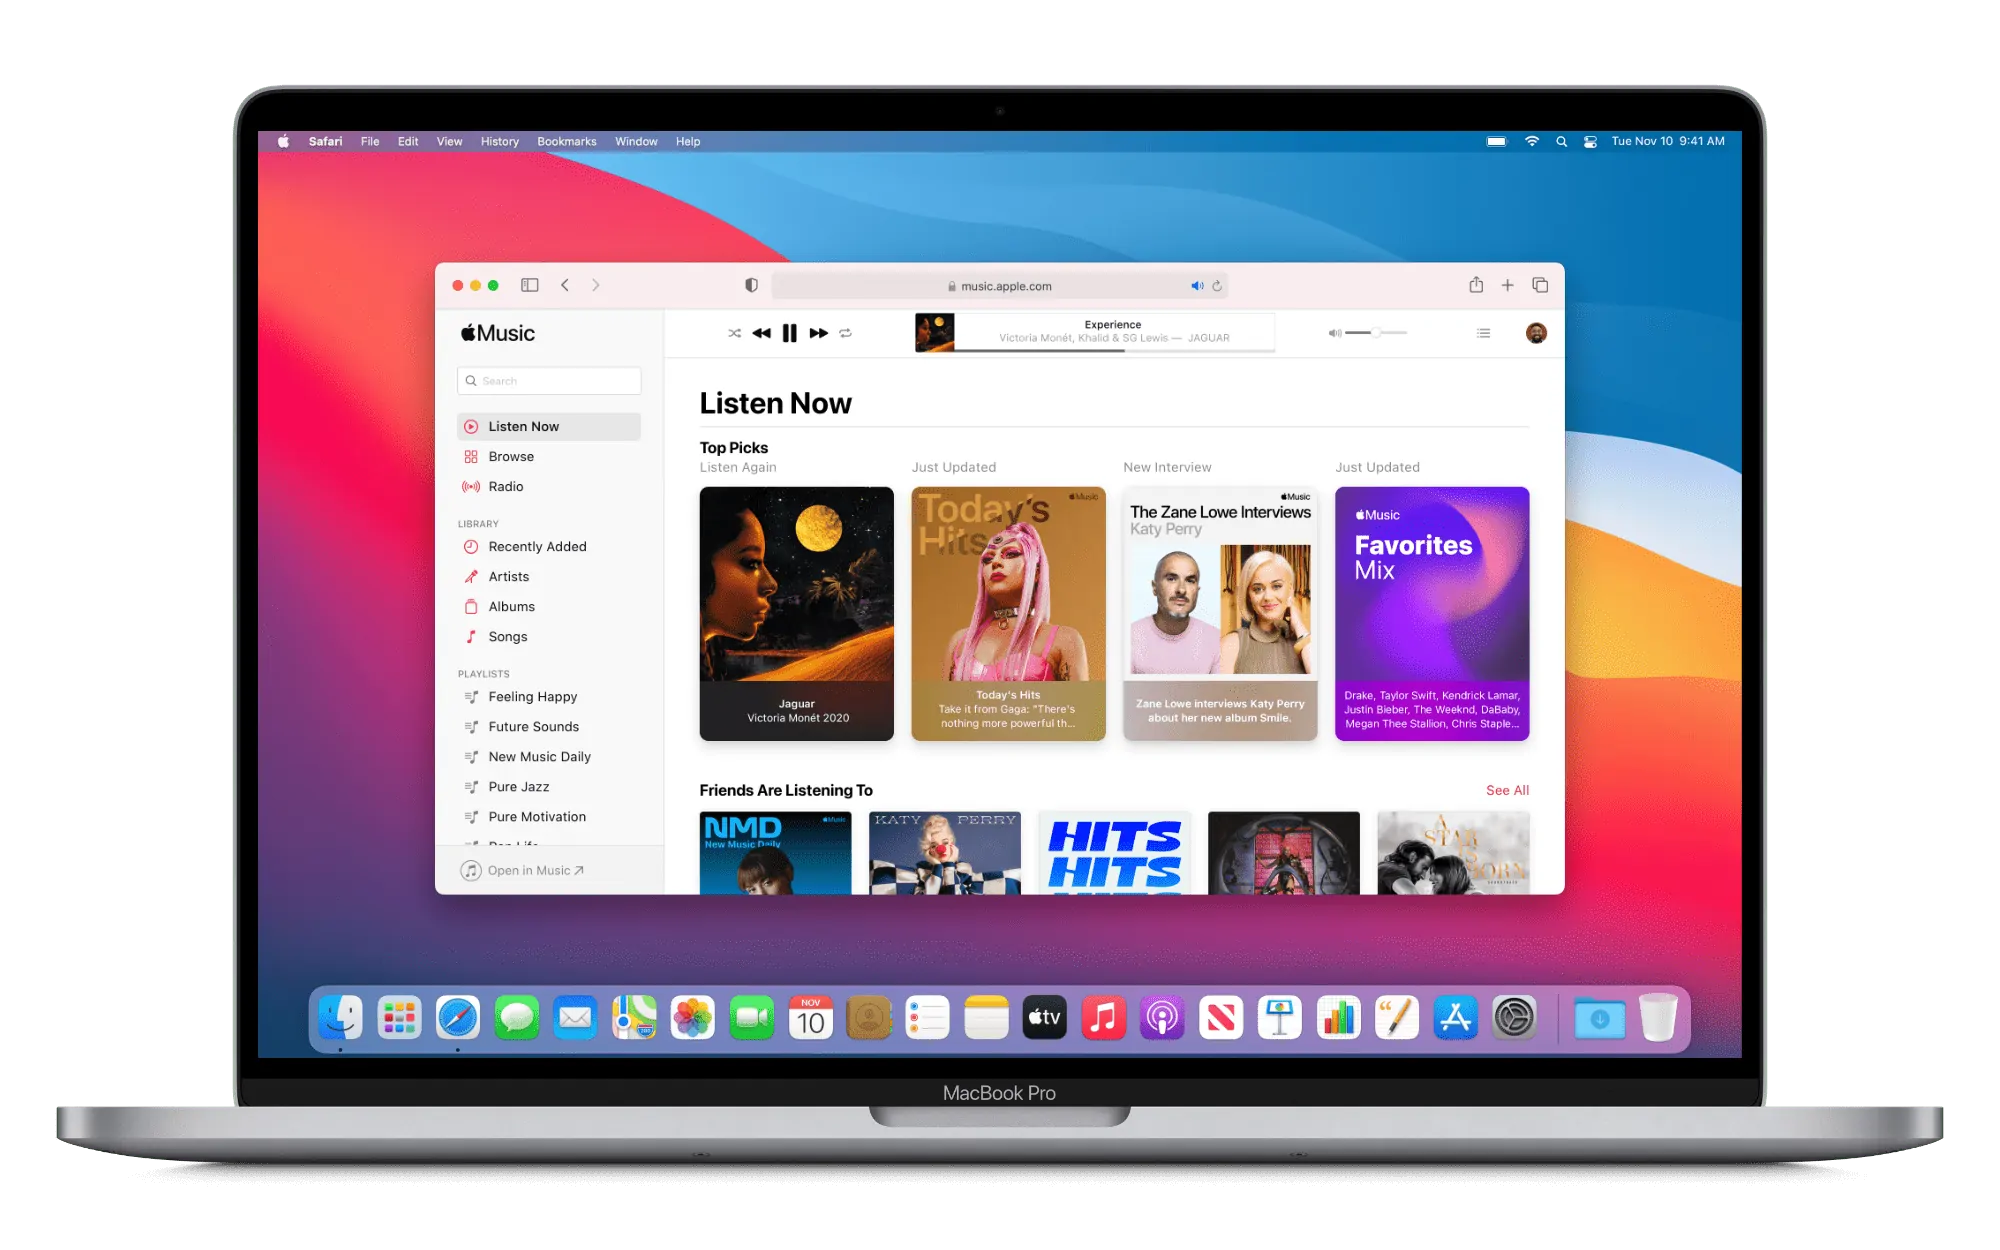 Safari File Edit View History Bookmarks Window Help
Tue Nov 10 9:41 AM
music.apple.com
Music
Experience
Victoria Monét, Khalid & SG Lewis — JAGUAR
Search
Listen Now
Browse
Radio
LIBRARY
Recently Added
Artists
Albums
Songs
PLAYLISTS
Feeling Happy
Future Sounds
New Music Daily
Pure Jazz
Pure Motivation
Open in Music
Listen Now
Top Picks
Listen Again
Jaguar
Victoria Monét 2020
Just Updated
Music
Today's
Hits
Today's Hits
Take it from Gaga: "There's
nothing more powerful th...
New Interview
Music
The Zane Lowe Interviews
Katy Perry
Zane Lowe interviews Katy Perry
about her new album Smile.
Just Updated
Music
Favorites
Mix
Drake, Taylor Swift, Kendrick Lamar,
Justin Bieber, The Weeknd, DaBaby,
Megan Thee Stallion, Chris Staple...
Friends Are Listening To
See All
NMD
Music
New Music Daily
KATY PERRY
HITS
HITS
A
STAR
IS
BORN
SOUNDTRACK
NOV
10
tv
MacBook Pro